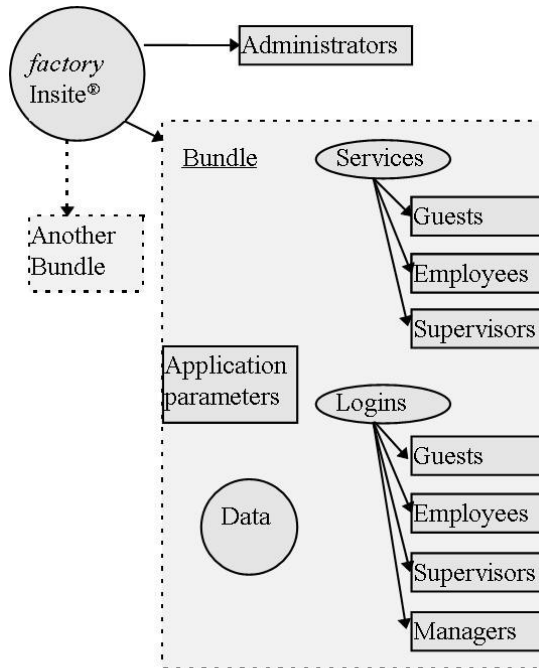 factory
Insite®
Administrators
Bundle
Services
Guests
Another
Bundle
Employees
Supervisors
Application
parameters
Logins
Guests
Data
Employees
Supervisors
Managers